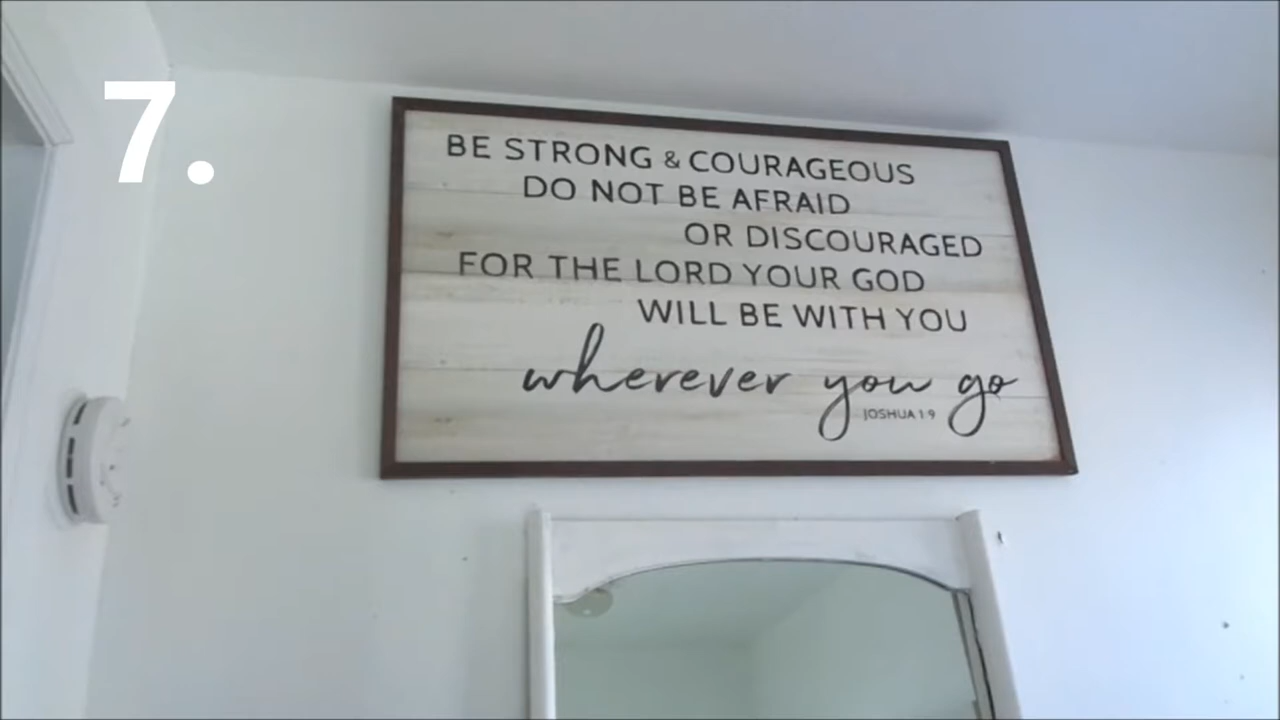 7.
BE STRONG & COURAGEOUS
DO NOT BE AFRAID
OR DISCOURAGED
FOR THE LORD YOUR GOD
WILL BE WITH YOU
wherever you go
JOSHUA 1:9